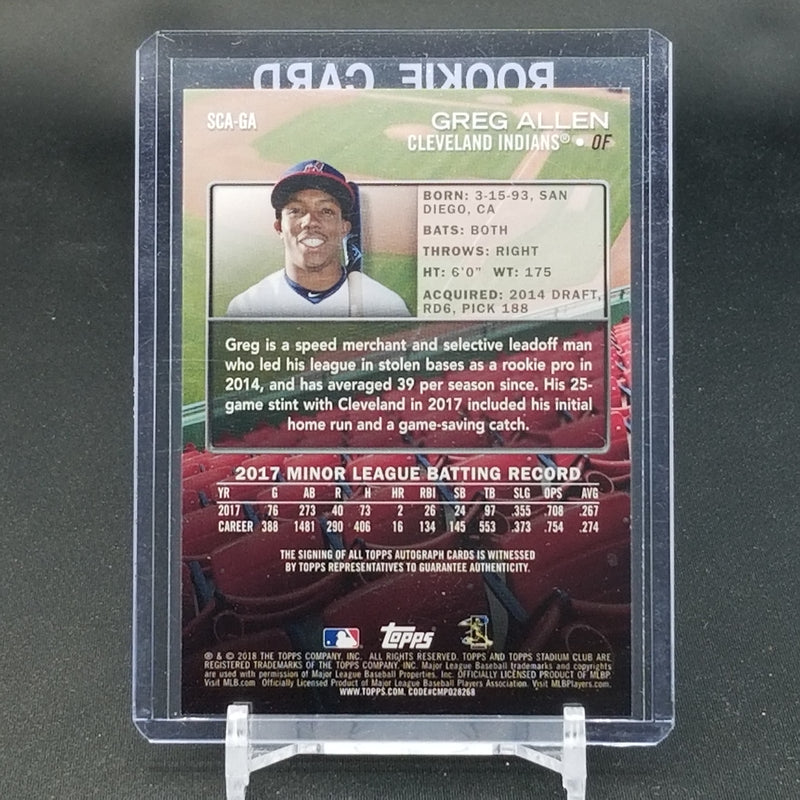 ROOKIE CARD
SCA-GA
GREG ALLEN
CLEVELAND INDIANS® • OF
BORN: 3-15-93, SAN
DIEGO, CA
BATS: BOTH
THROWS: RIGHT
HT: 6'0" WT: 175
ACQUIRED: 2014 DRAFT,
RD6, PICK 188
Greg is a speed merchant and selective leadoff man
who led his league in stolen bases as a rookie pro in
2014, and has averaged 39 per season since. His 25-
game stint with Cleveland in 2017 included his initial
home run and a game-saving catch.
2017 MINOR LEAGUE BATTING RECORD
YR G AB R H HR RBI SB TB SLG OPS AVG
2017 76 273 40 73 2 26 24 97 .355 .708 .267
CAREER 388 1481 290 406 16 134 145 553 .373 .754 .274
THE SIGNING OF ALL TOPPS AUTOGRAPH CARDS IS WITNESSED
BY TOPPS REPRESENTATIVES TO GUARANTEE AUTHENTICITY.
topps
® & © 2018 THE TOPPS COMPANY, INC. ALL RIGHTS RESERVED. TOPPS AND TOPPS STADIUM CLUB ARE
REGISTERED TRADEMARKS OF THE TOPPS COMPANY, INC. Major League Baseball trademarks and copyrights
are used with permission of Major League Baseball Properties, Inc. OFFICIALLY LICENSED PRODUCT OF MLBP.
Visit MLB.com Officially Licensed Product of Major League Baseball Players Association. Visit MLBPlayers.com.
WWW.TOPPS.COM. CODE#CMP028268